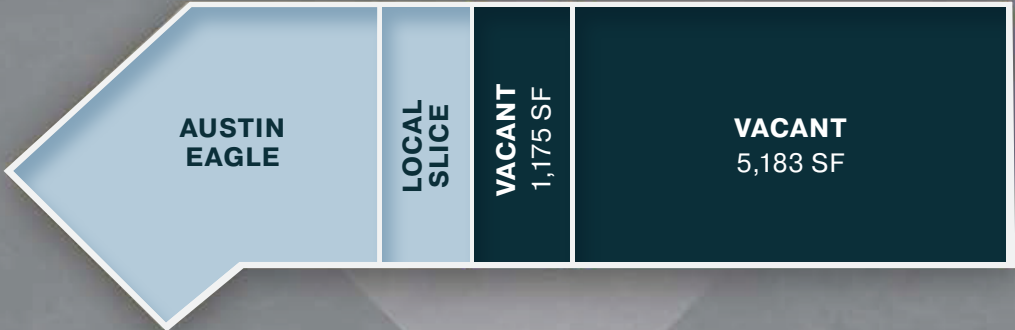 AUSTIN
EAGLE
LOCAL
SLICE
VACANT
1,175 SF
VACANT
5,183 SF